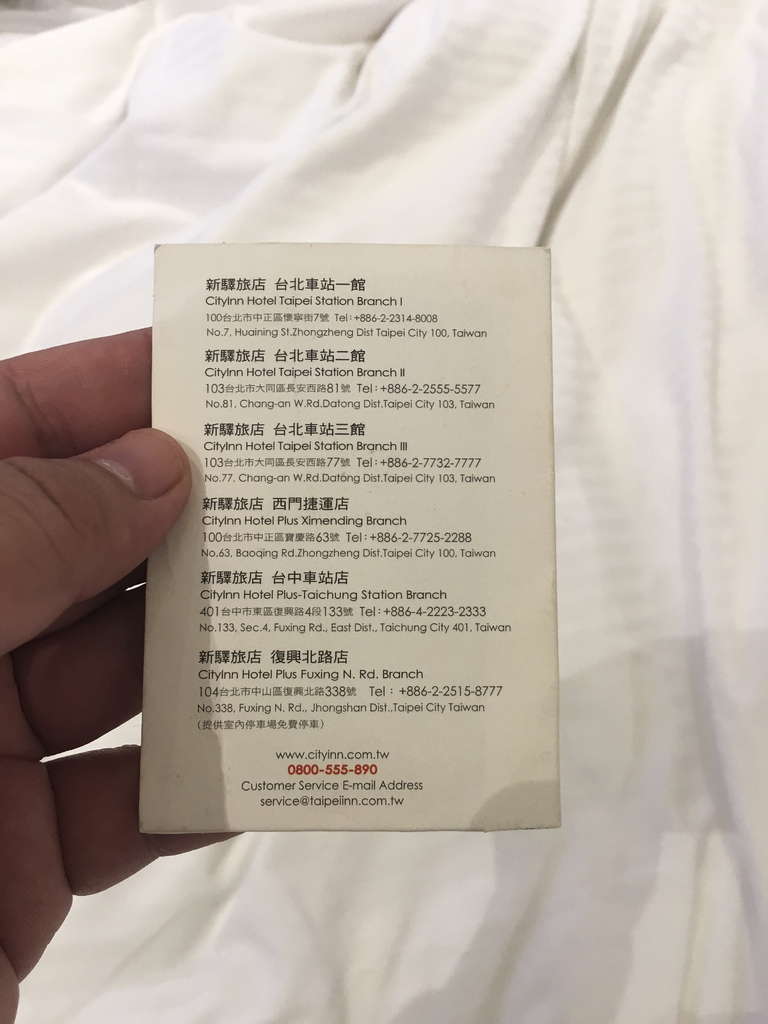 新驛旅店 台北車站一館
CityInn Hotel Taipei Station Branch I
100台北市中正區懷寧街7號 Tel:+886-2-2314-8008
No.7, Huaining St.Zhongzheng Dist Taipei City 100, Taiwan
新驛旅店 台北車站二館
CityInn Hotel Taipei Station Branch II
103台北市大同區長安西路81號 Tel:+886-2-2555-5577
No.81, Chang-an W.Rd.Datong Dist.Taipei City 103, Taiwan
新驛旅店 台北車站三館
CityInn Hotel Taipei Station Branch III
103台北市大同區長安西路77號 Tel:+886-2-7732-7777
No.77, Chang-an W.Rd.Datong Dist.Taipei City 103, Taiwan
新驛旅店 西門捷運店
CityInn Hotel Plus Ximending Branch
100台北市中正區寶慶路63號 Tel:+886-2-7725-2288
No.63, Baoqing Rd.Zhongzheng Dist.Taipei City 100, Taiwan
新驛旅店 台中車站店
CityInn Hotel Plus-Taichung Station Branch
401台中市東區復興路4段133號 Tel:+886-4-2223-2333
No.133, Sec.4, Fuxing Rd., East Dist., Taichung City 401, Taiwan
新驛旅店 復興北路店
CityInn Hotel Plus Fuxing N. Rd. Branch
104台北市中山區復興北路338號 Tel : +886-2-2515-8777
No.338, Fuxing N. Rd., Jhongshan Dist.,Taipei City Taiwan
(提供室內停車場免費停車)
www.cityinn.com.tw
0800-555-890
Customer Service E-mail Address
service@taipeiinn.com.tw